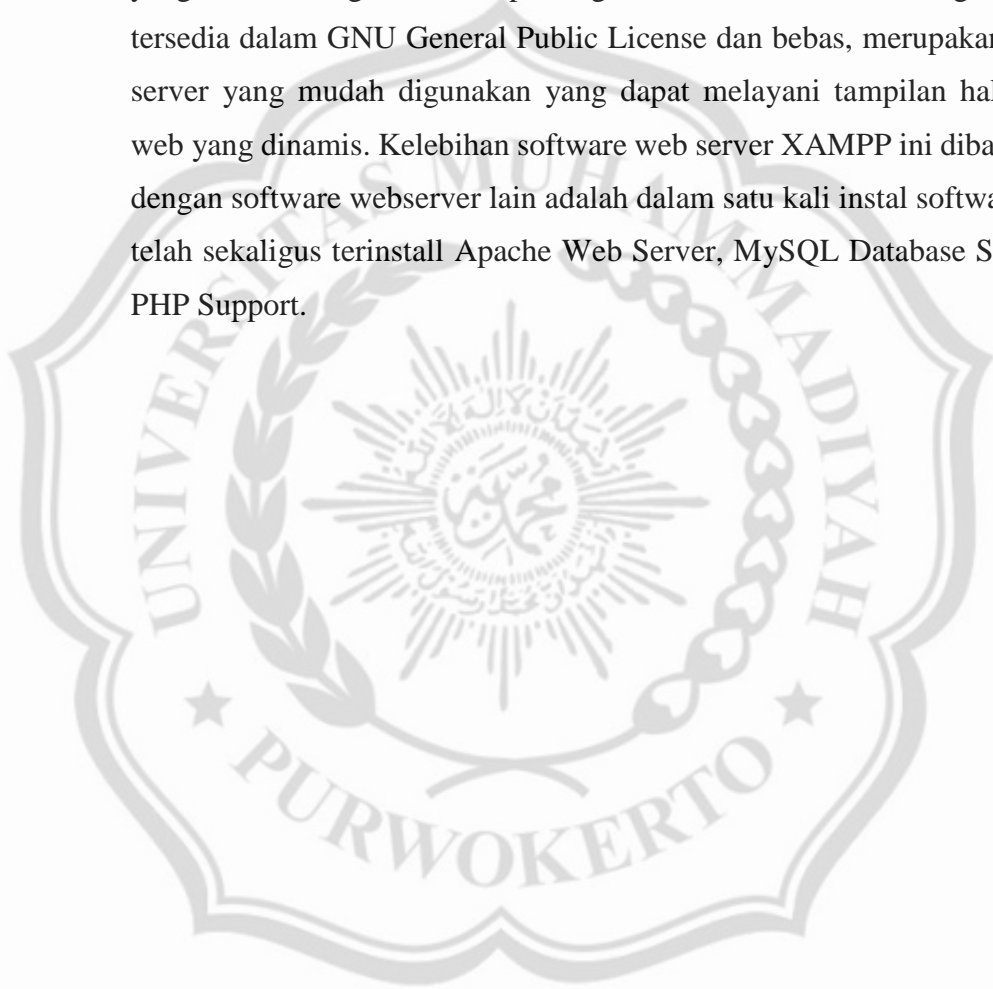 tersedia dalam GNU General Public License dan bebas, merupakan
server yang mudah digunakan yang dapat melayani tampilan
web yang dinamis. Kelebihan software web server XAMPP ini
dengan software webserver lain adalah dalam satu kali instal
telah sekaligus terinstall Apache Web Server, MySQL Database
PHP Support.
UNIVERSITAS MUHAMMADIYAH
PURWOKERTO